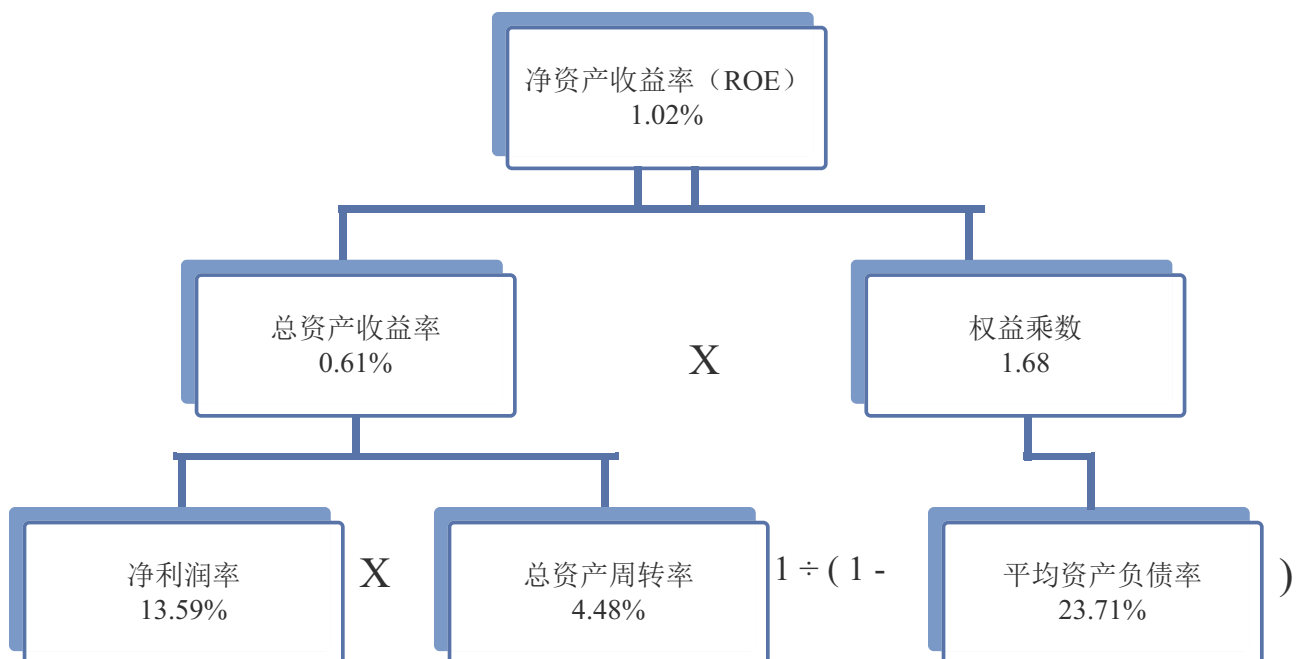 净资产收益率（ROE）
1.02%
总资产收益率
0.61%
X
权益乘数
1.68
净利润率
13.59%
X
总资产周转率
4.48%
1 ÷ ( 1 -
平均资产负债率
23.71%
)